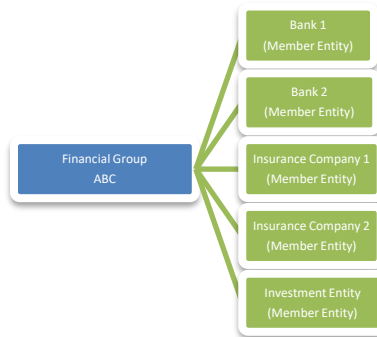 Financial Group
ABC
Bank 1
(Member Entity)
Bank 2
(Member Entity)
Insurance Company 1
(Member Entity)
Insurance Company 2
(Member Entity)
Investment Entity
(Member Entity)